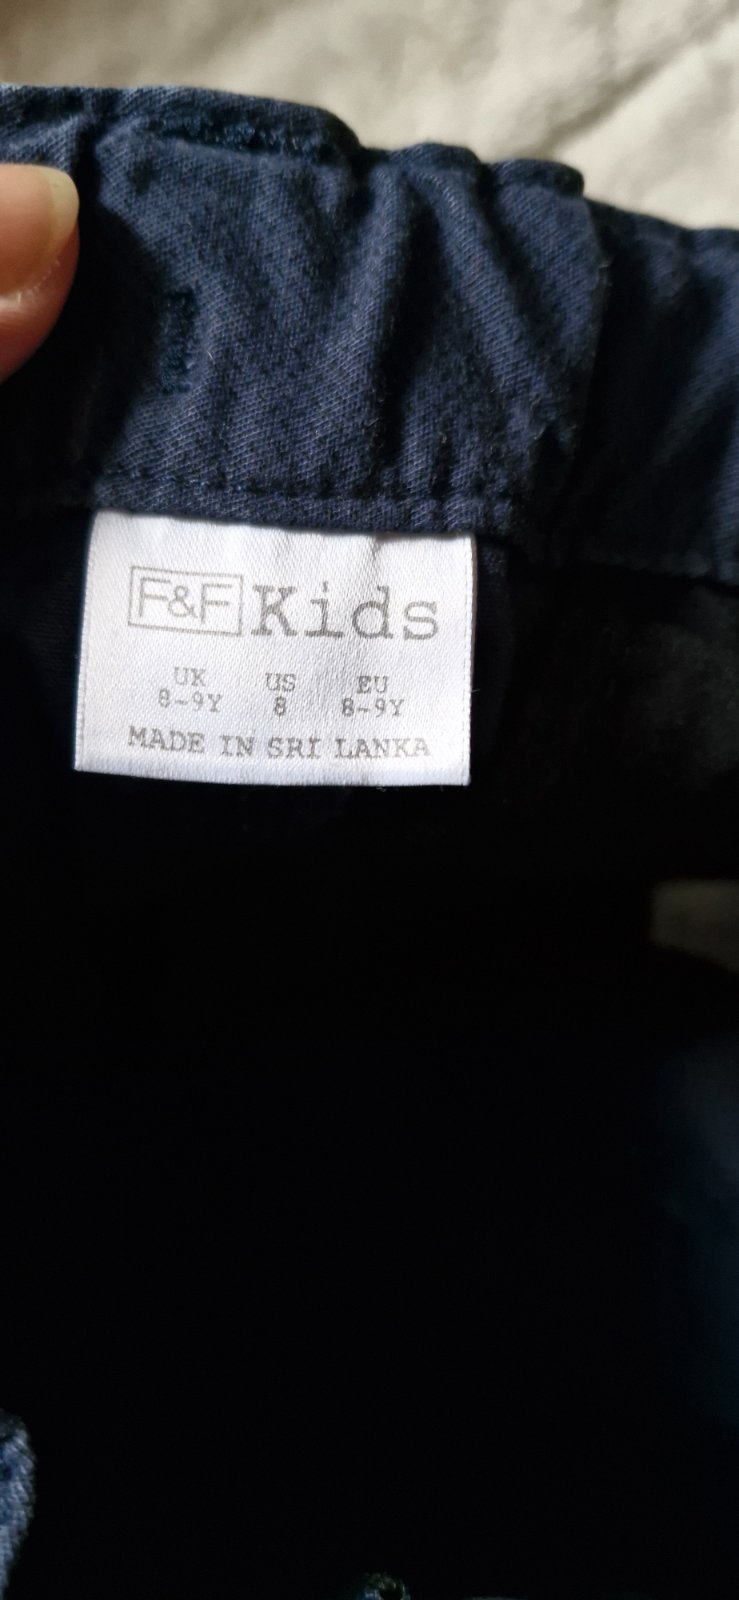 F&F Kids
UK US EU
8-9Y 8 8-9Y
MADE IN SRI LANKA